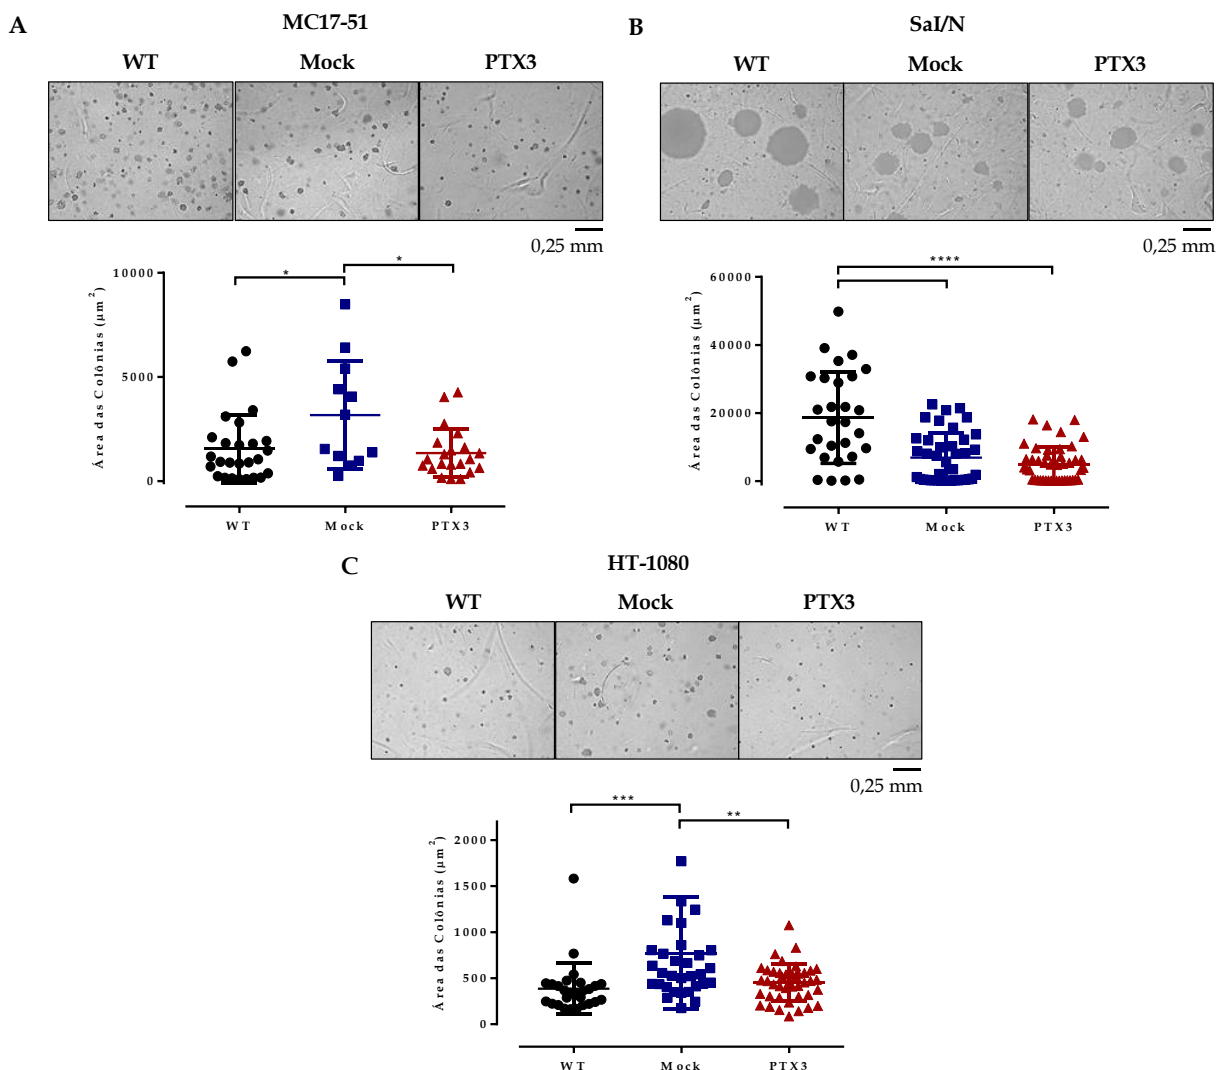 A
MC17-51
WT Mock PTX3
0,25 mm
* *
Área das Colônias (µm²)
10000
5000
0
WT Mock PTX3
B
SaI/N
WT Mock PTX3
0,25 mm
****
Área das Colônias (µm²)
60000
40000
20000
0
WT Mock PTX3
C
HT-1080
WT Mock PTX3
0,25 mm
*** **
Área das Colônias (µm²)
2000
1500
1000
500
0
WT Mock PTX3